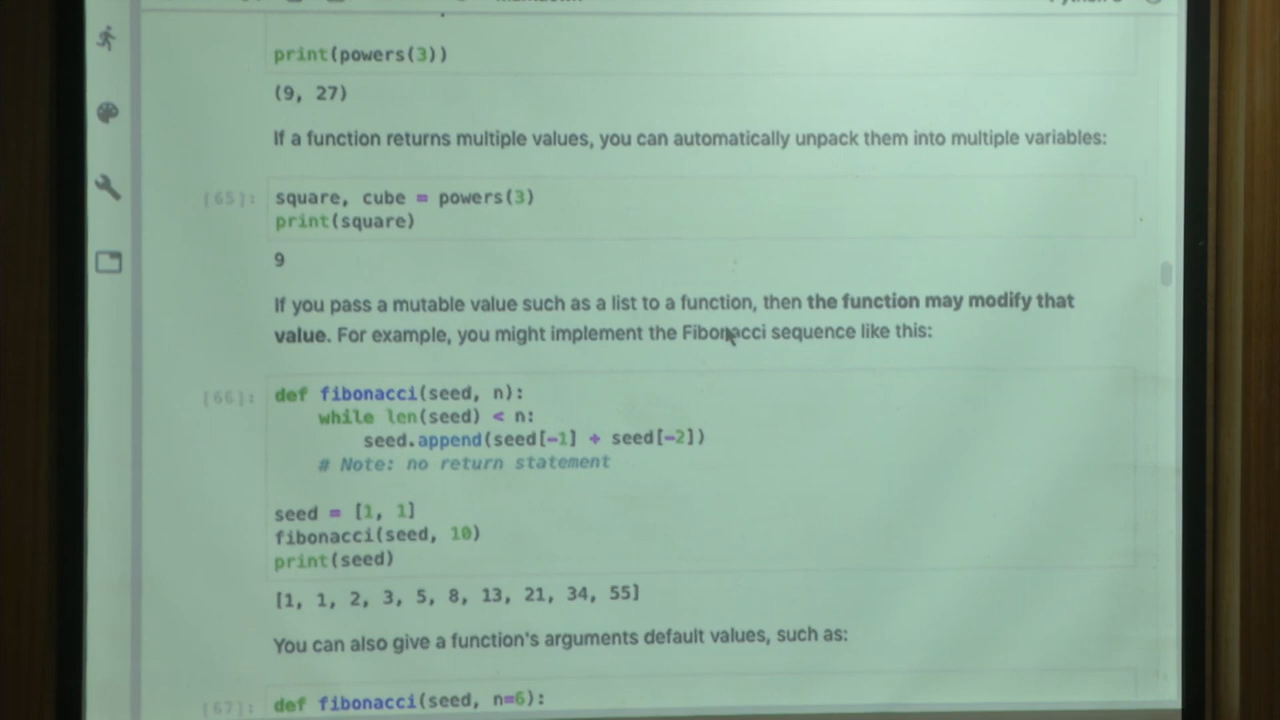 print(powers(3))
(9, 27)
If a function returns multiple values, you can automatically unpack them into multiple variables:
[65]:
square, cube = powers(3)
print(square)
9
If you pass a mutable value such as a list to a function, then the function may modify that
value. For example, you might implement the Fibonacci sequence like this:
[66]:
def fibonacci(seed, n):
    while len(seed) < n:
        seed.append(seed[-1] + seed[-2])
    # Note: no return statement
seed = [1, 1]
fibonacci(seed, 10)
print(seed)
[1, 1, 2, 3, 5, 8, 13, 21, 34, 55]
You can also give a function's arguments default values, such as:
[67]:
def fibonacci(seed, n=6):